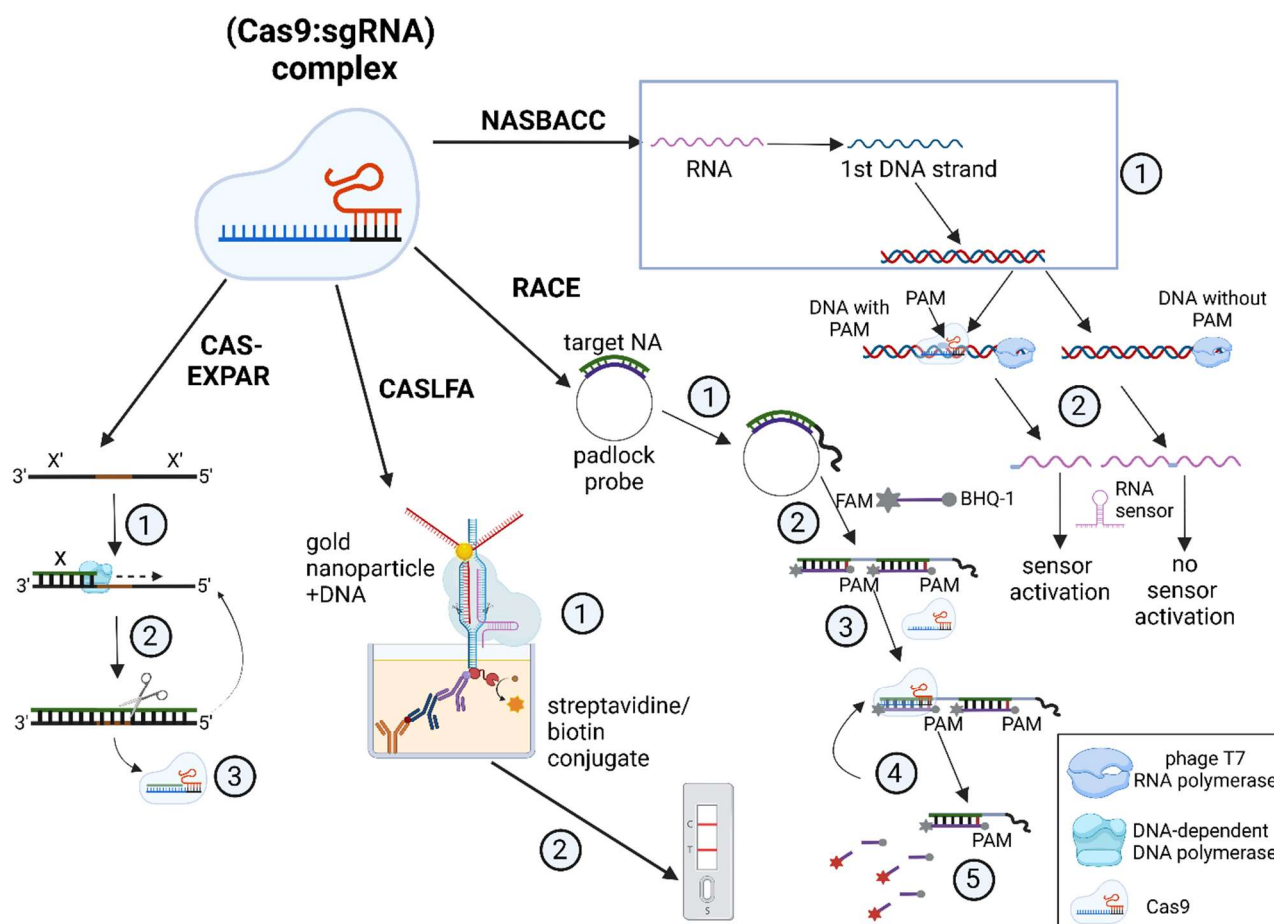 (Cas9:sgRNA)
complex
NASBACC
RNA
1st DNA strand
1
DNA with
PAM
PAM
DNA without
PAM
2
RNA
sensor
sensor
activation
no
sensor
activation
RACE
target NA
padlock
probe
1
2
FAM
BHQ-1
PAM
PAM
3
PAM
PAM
4
PAM
5
CASLFA
gold
nanoparticle
+DNA
1
streptavidine/
biotin
conjugate
2
C
T
S
CAS-
EXPAR
3'
X'
X'
5'
1
X
3'
5'
2
3'
5'
3
phage T7
RNA polymerase
DNA-dependent
DNA polymerase
Cas9